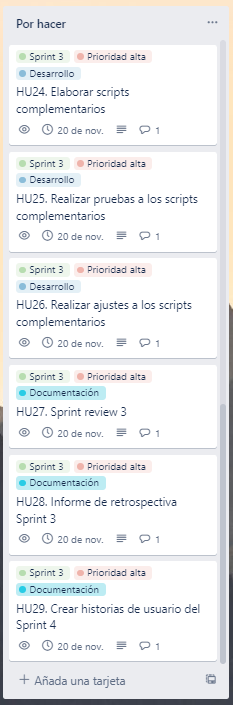 Por hacer
Sprint 3 Prioridad alta
Desarrollo
HU24. Elaborar scripts
complementarios
20 de nov. 1
Sprint 3 Prioridad alta
Desarrollo
HU25. Realizar pruebas a los scripts
complementarios
20 de nov. 1
Sprint 3 Prioridad alta
Desarrollo
HU26. Realizar ajustes a los scripts
complementarios
20 de nov. 1
Sprint 3 Prioridad alta
Documentación
HU27. Sprint review 3
20 de nov. 1
Sprint 3 Prioridad alta
Documentación
HU28. Informe de retrospectiva
Sprint 3
20 de nov. 1
Sprint 3 Prioridad alta
Documentación
HU29. Crear historias de usuario del
Sprint 4
20 de nov. 1
Añada una tarjeta